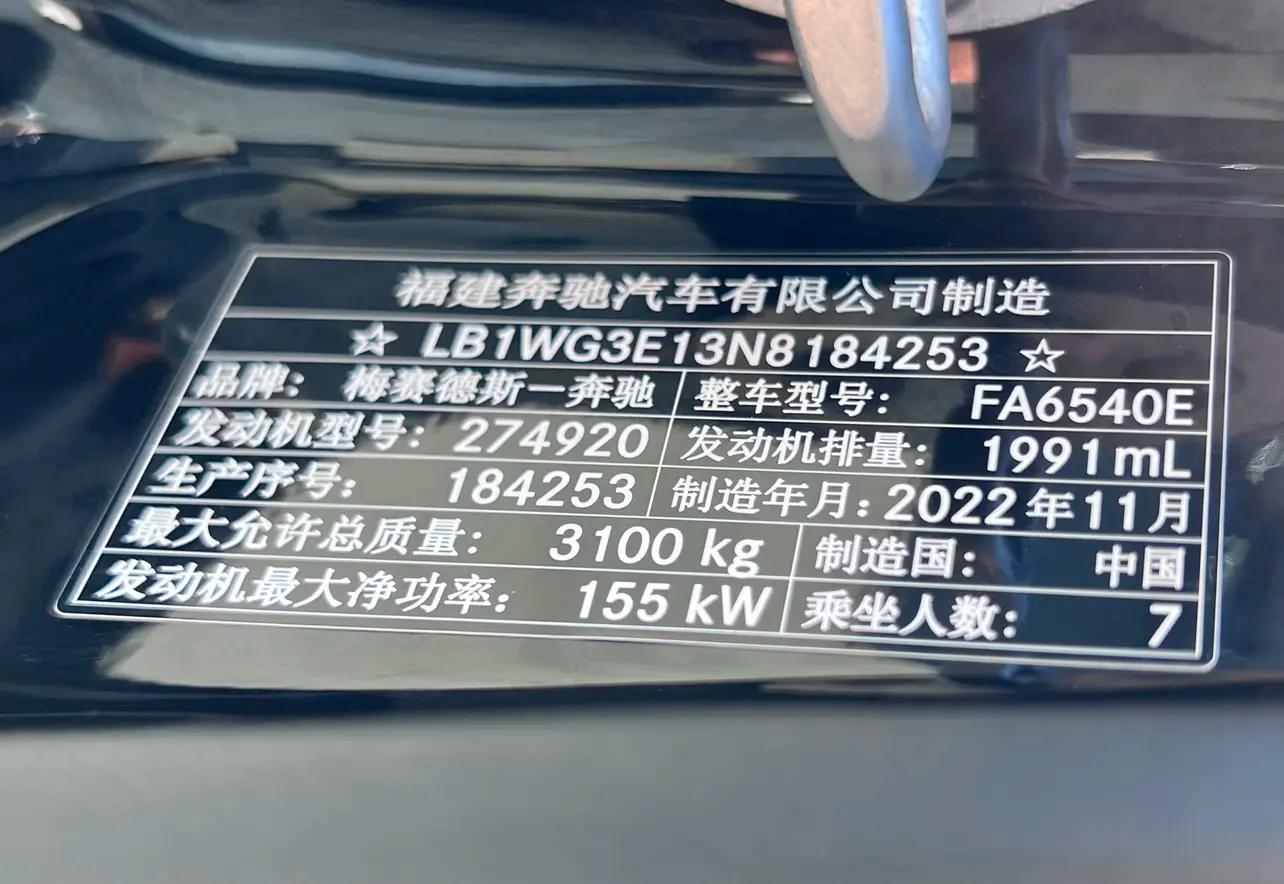 福建奔驰汽车有限公司制造
☆ LB1WG3E13N8184253 ☆
品牌： 梅赛德斯－奔驰 整车型号： FA6540E
发动机型号： 274920 发动机排量： 1991mL
生产序号： 184253 制造年月：2022年11月
最大允许总质量： 3100 kg 制造国： 中国
发动机最大净功率： 155 kW 乘坐人数： 7